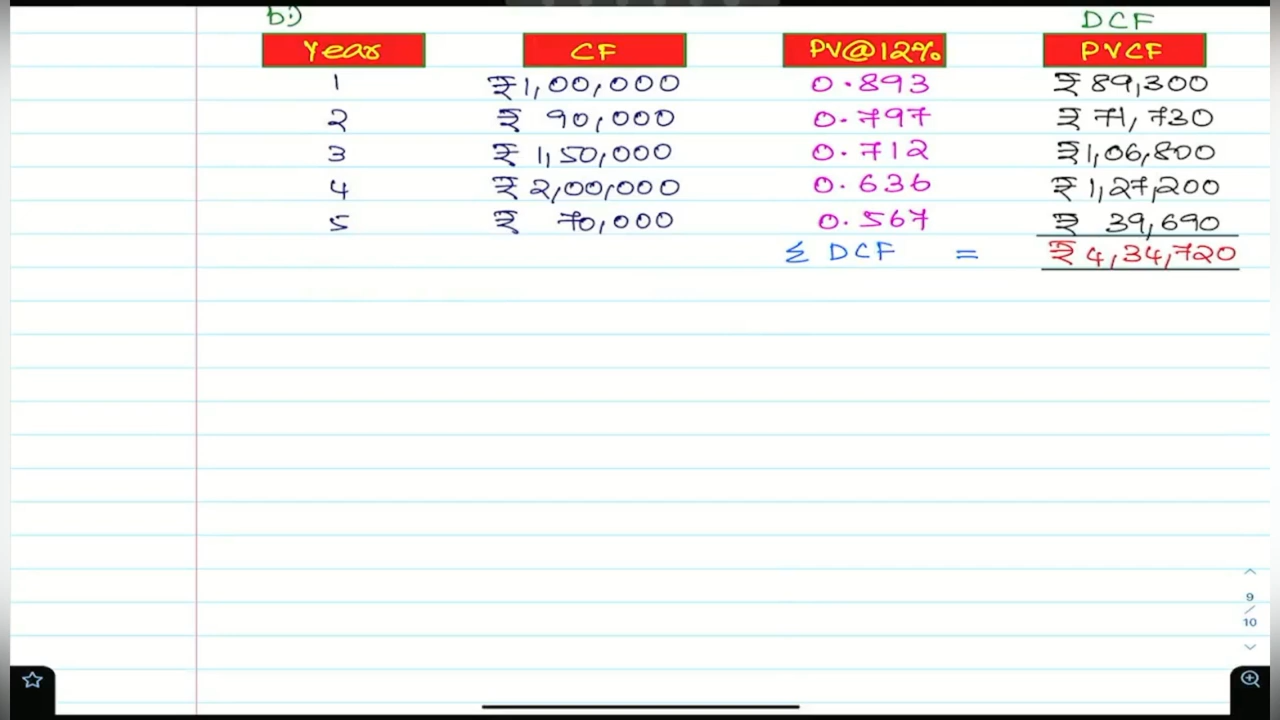 b:)
DCF
Year CF PV@12% PVCF
1 ₹1,00,000 0.893 ₹89,300
2 ₹ 90,000 0.797 ₹71,730
3 ₹ 1,50,000 0.712 ₹1,06,800
4 ₹ 2,00,000 0.636 ₹1,27,200
5 ₹ 70,000 0.567 ₹ 39,690
Σ DCF = ₹4,34,720
9
/
10